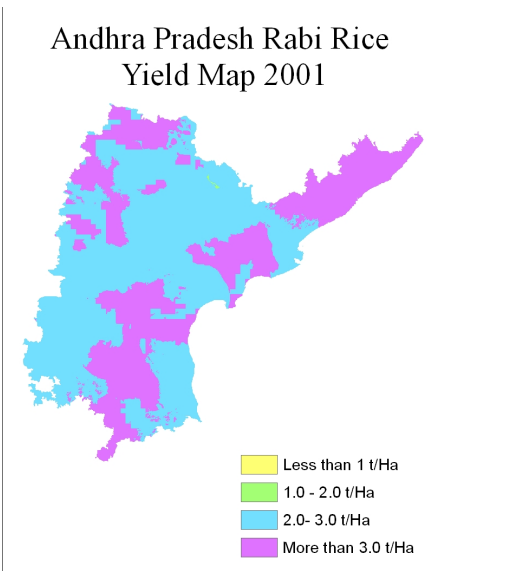 Andhra Pradesh Rabi Rice
Yield Map 2001
Less than 1 t/Ha
1.0 - 2.0 t/Ha
2.0- 3.0 t/Ha
More than 3.0 t/Ha